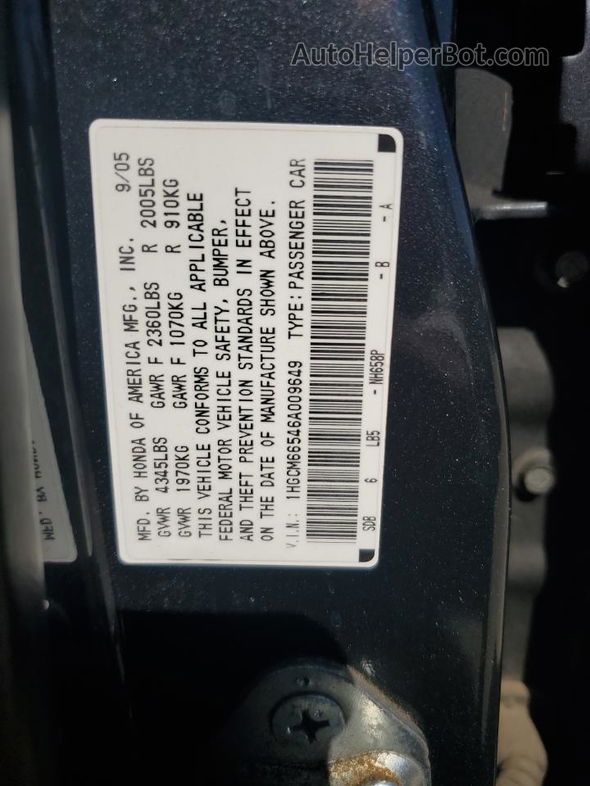 AutoHelperBot.com
MFD. BY HONDA OF AMERICA MFG., INC. 9/05
GVWR 4345LBS GAWR F 2360LBS R 2005LBS
GVWR 1970KG GAWR F 1070KG R 910KG
THIS VEHICLE CONFORMS TO ALL APPLICABLE
FEDERAL MOTOR VEHICLE SAFETY, BUMPER,
AND THEFT PREVENTION STANDARDS IN EFFECT
ON THE DATE OF MANUFACTURE SHOWN ABOVE.
V.I.N.: 1HGCM66546A009649 TYPE: PASSENGER CAR
SDB 6 LB5 -NH658P -B -A